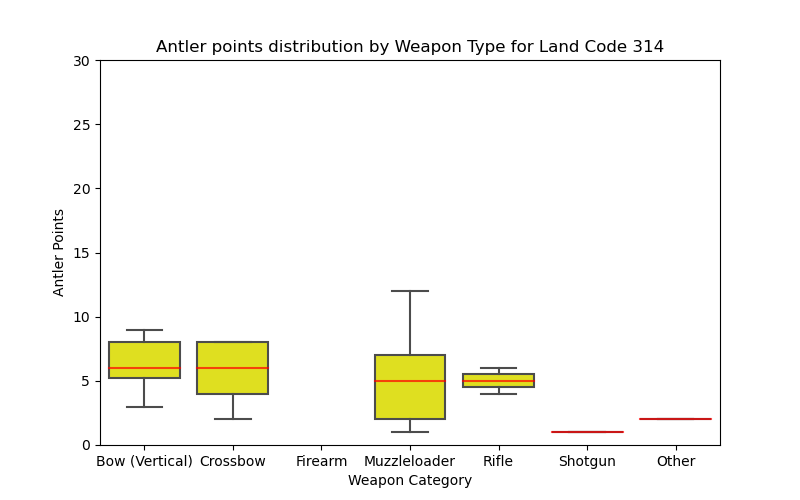 Antler points distribution by Weapon Type for Land Code 314
30
25
20
15
10
5
0
Antler Points
Bow (Vertical) Crossbow Firearm Muzzleloader Rifle Shotgun Other
Weapon Category